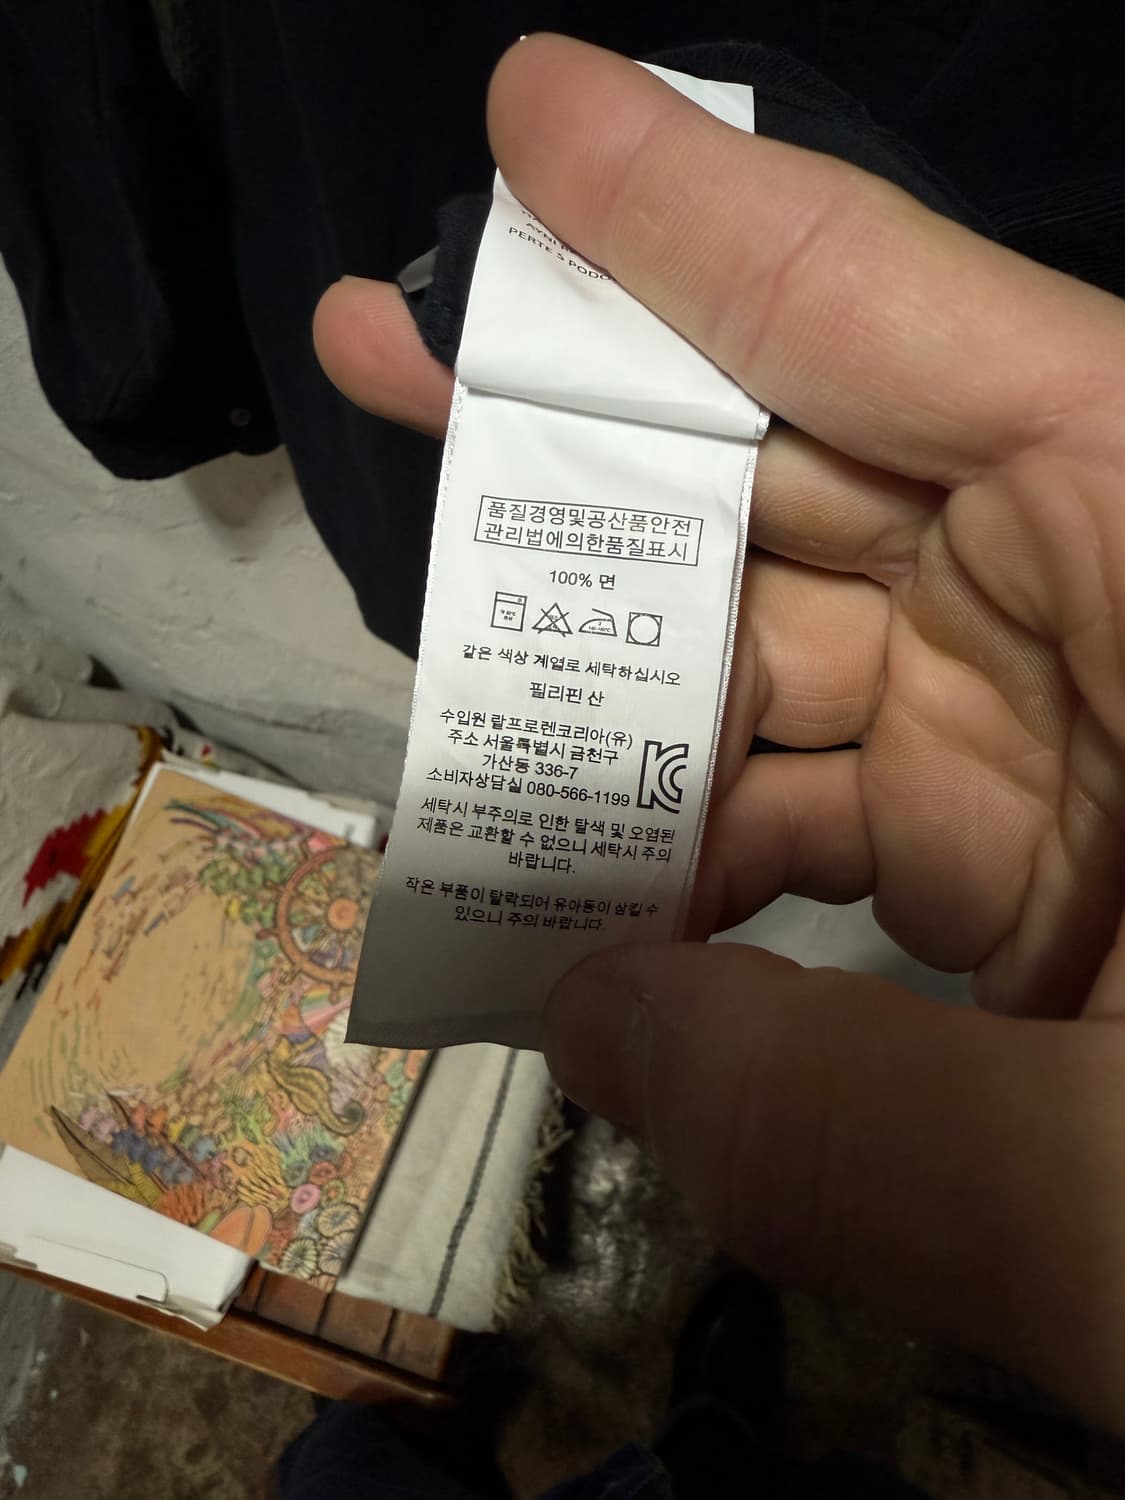 PERTE S
품질경영및공산품안전
관리법에의한품질표시
100% 면
같은 색상 계열로 세탁하십시오
필리핀 산
수입원 랄프로렌코리아(유)
주소 서울특별시 금천구
가산동 336-7
소비자상담실 080-566-1199
세탁시 부주의로 인한 탈색 및 오염된
제품은 교환할 수 없으니 세탁시 주의
바랍니다.
작은 부품이 탈락되어 유아동이 삼킬 수
있으니 주의 바랍니다.